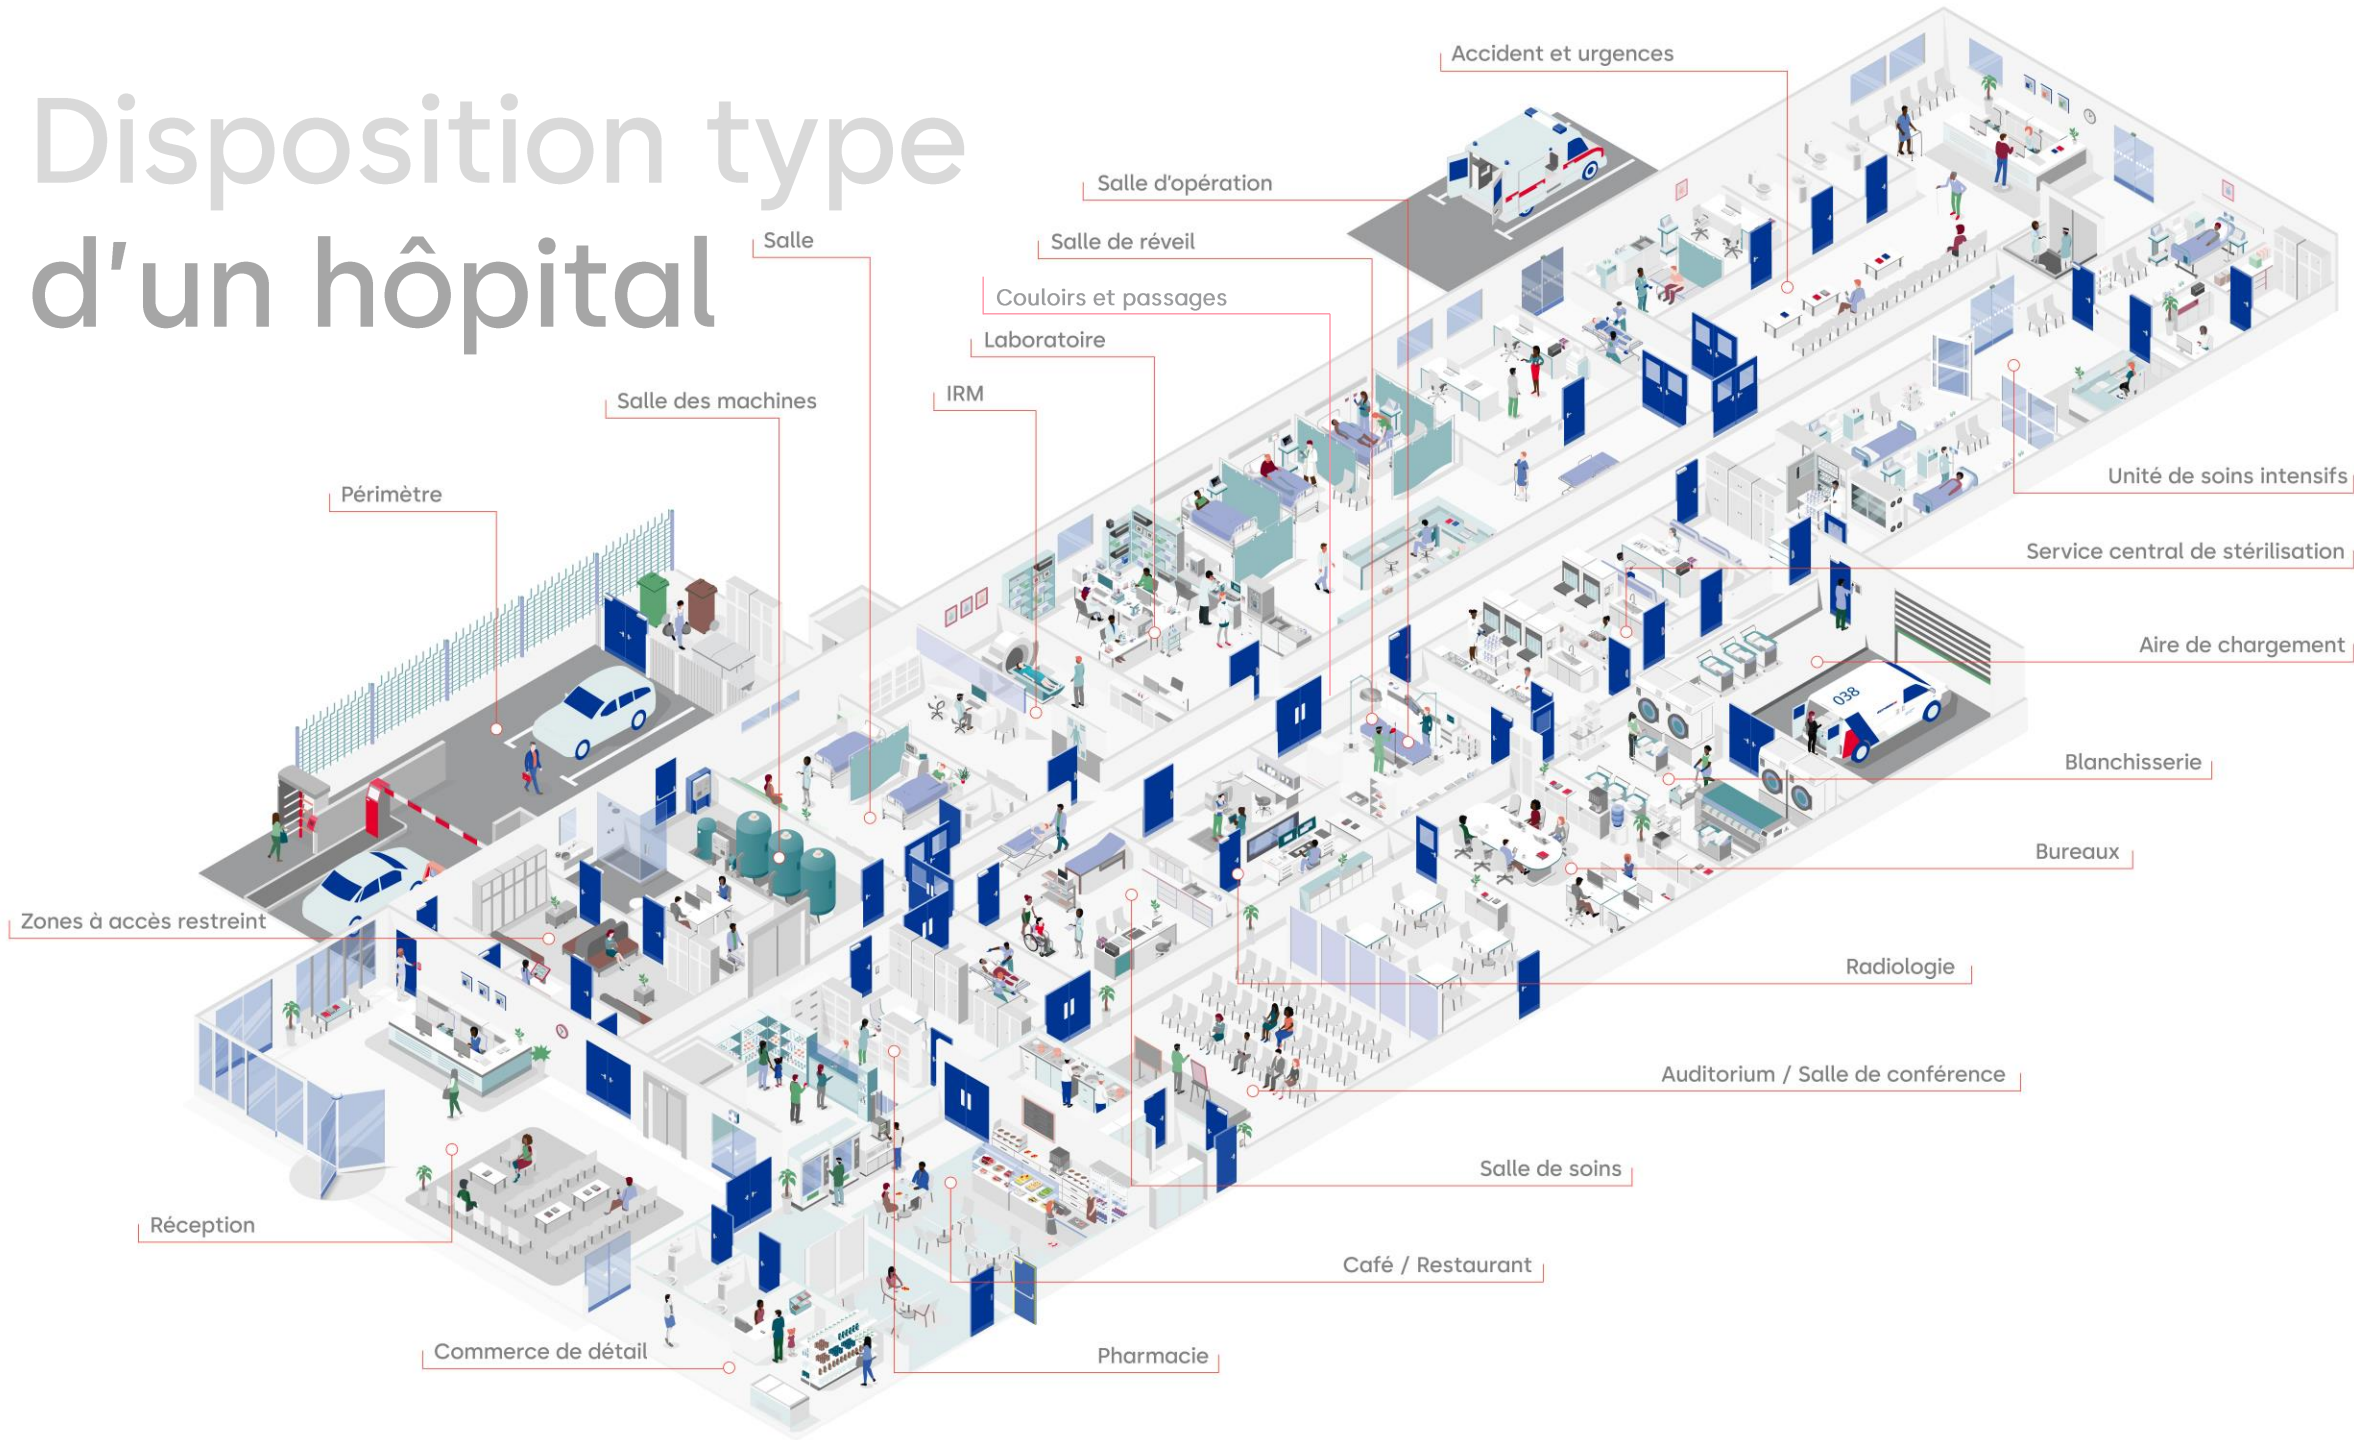 Disposition type
d'un hôpital
Accident et urgences
Salle d'opération
Salle
Salle de réveil
Couloirs et passages
Laboratoire
IRM
Salle des machines
Périmètre
Unité de soins intensifs
Service central de stérilisation
Aire de chargement
038
Blanchisserie
Bureaux
Zones à accès restreint
Radiologie
Auditorium / Salle de conférence
Salle de soins
Réception
Café / Restaurant
Commerce de détail
Pharmacie